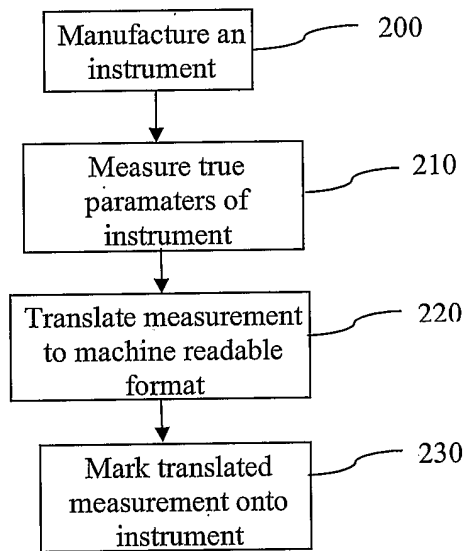 Manufacture an
instrument
200
Measure true
paramaters of
instrument
210
Translate measurement
to machine readable
format
220
Mark translated
measurement onto
instrument
230